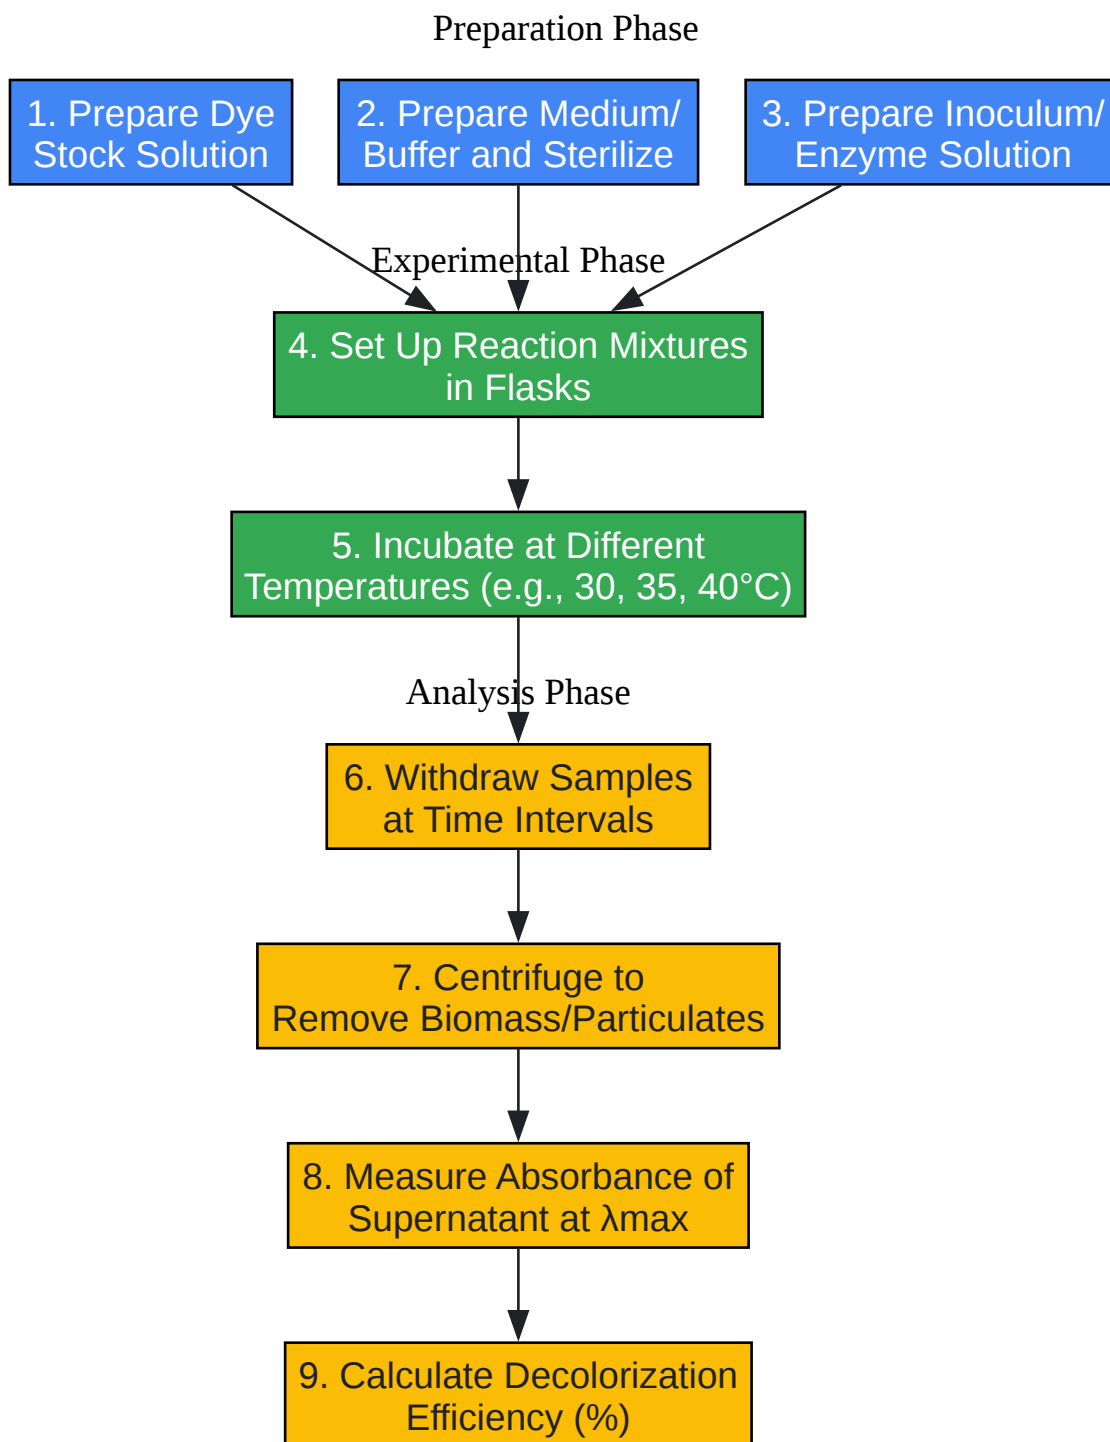 Preparation Phase
1. Prepare Dye
Stock Solution
2. Prepare Medium/
Buffer and Sterilize
3. Prepare Inoculum/
Enzyme Solution
Experimental Phase
4. Set Up Reaction Mixtures
in Flasks
5. Incubate at Different
Temperatures (e.g., 30, 35, 40°C)
Analysis Phase
6. Withdraw Samples
at Time Intervals
7. Centrifuge to
Remove Biomass/Particulates
8. Measure Absorbance of
Supernatant at λmax
9. Calculate Decolorization
Efficiency (%)